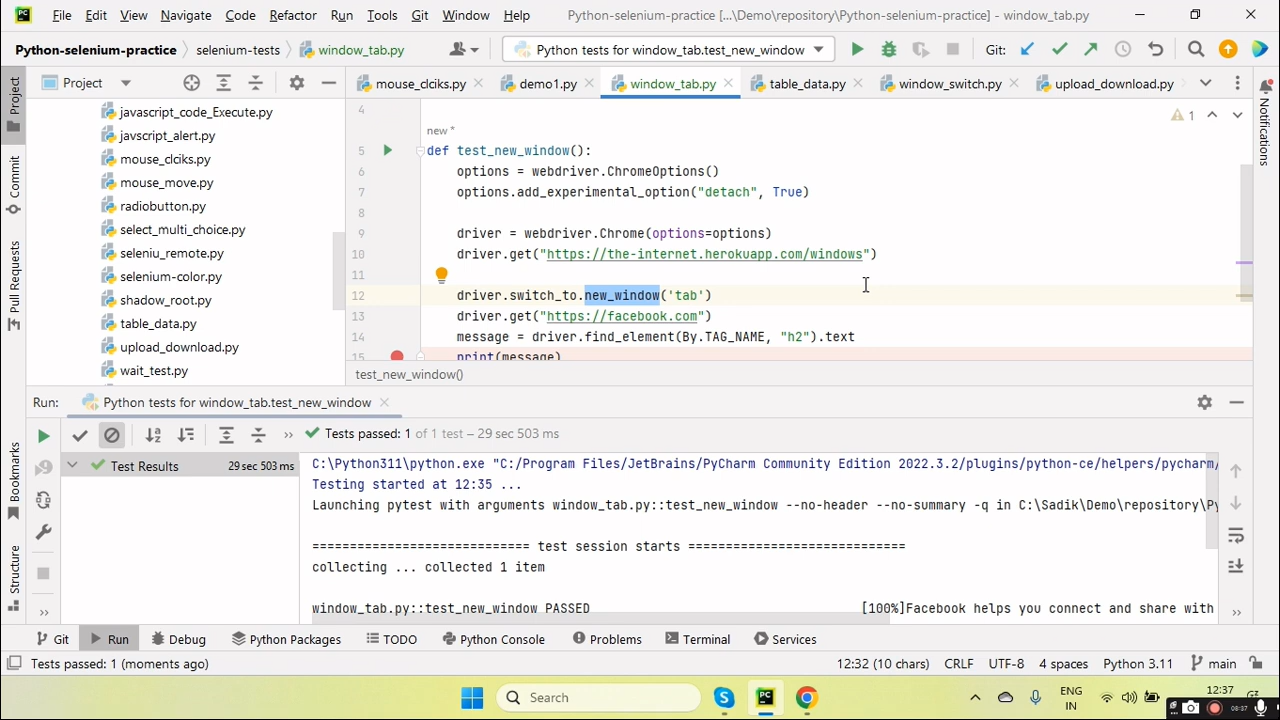 PC File Edit View Navigate Code Refactor Run Tools Git Window Help Python-selenium-practice [...\Demo\repository\Python-selenium-practice] - window_tab.py
Python-selenium-practice selenium-tests window_tab.py Python tests for window_tab.test_new_window Git:
Project mouse_clciks.py demo1.py window_tab.py table_data.py window_switch.py upload_download.py
Project
Commit
Pull Requests
Bookmarks
Structure
Notifications
javascript_code_Execute.py
javscript_alert.py
mouse_clciks.py
mouse_move.py
radiobutton.py
select_multi_choice.py
seleniu_remote.py
selenium-color.py
shadow_root.py
table_data.py
upload_download.py
wait_test.py
4
1
new *
5 def test_new_window():
6 options = webdriver.ChromeOptions()
7 options.add_experimental_option("detach", True)
8
9 driver = webdriver.Chrome(options=options)
10 driver.get("https://the-internet.herokuapp.com/windows")
11
12 driver.switch_to.new_window('tab')
13 driver.get("https://facebook.com")
14 message = driver.find_element(By.TAG_NAME, "h2").text
15 print(message)
test_new_window()
Run: Python tests for window_tab.test_new_window
Tests passed: 1 of 1 test – 29 sec 503 ms
Test Results 29 sec 503 ms
C:\Python311\python.exe "C:/Program Files/JetBrains/PyCharm Community Edition 2022.3.2/plugins/python-ce/helpers/pycharm/
Testing started at 12:35 ...
Launching pytest with arguments window_tab.py::test_new_window --no-header --no-summary -q in C:\Sadik\Demo\repository\Py
============================= test session starts =============================
collecting ... collected 1 item
window_tab.py::test_new_window PASSED [100%]Facebook helps you connect and share with
Git Run Debug Python Packages TODO Python Console Problems Terminal Services
Tests passed: 1 (moments ago) 12:32 (10 chars) CRLF UTF-8 4 spaces Python 3.11 main
Search PC ENG 12:37
IN
08:37